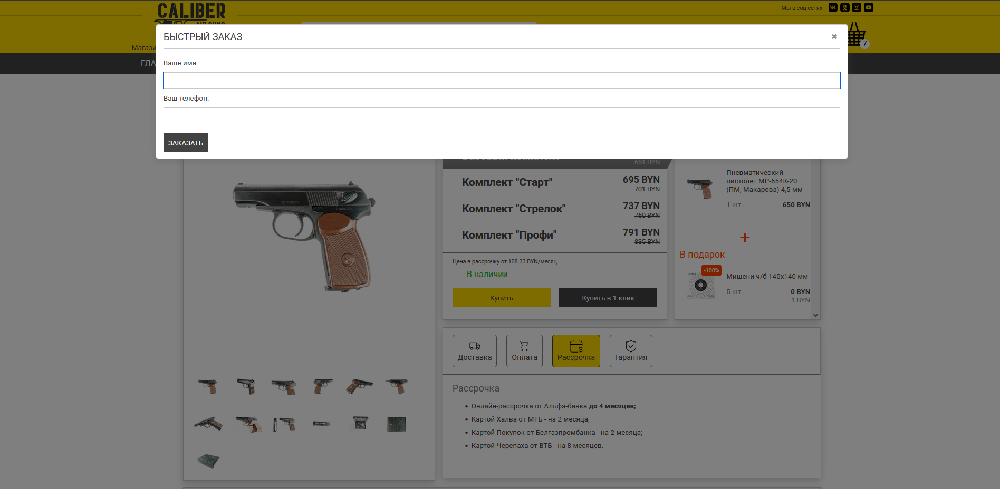 CALIBER
Мы в соц сетях:
7
БЫСТРЫЙ ЗАКАЗ
Ваше имя:
Ваш телефон:
ЗАКАЗАТЬ
651 BYN
Комплект "Старт"
695 BYN
701 BYN
Комплект "Стрелок"
737 BYN
760 BYN
Комплект "Профи"
791 BYN
835 BYN
Цена в рассрочку от 108.33 BYN/месяц
В наличии
Купить
Купить в 1 клик
Пневматический
пистолет МР-654К-20
(ПМ, Макарова) 4,5 мм
1 шт.
650 BYN
+
В подарок
-100%
Мишени ч/б 140х140 мм
5 шт.
0 BYN
1 BYN
T21026776
T21026776
Доставка
Оплата
Рассрочка
Гарантия
Рассрочка
• Онлайн-рассрочка от Альфа-банка до 4 месяцев;
• Картой Халва от МТБ - на 2 месяца;
• Картой Покупок от Белгазпромбанка - на 2 месяца;
• Картой Черепаха от ВТБ - на 8 месяцев.